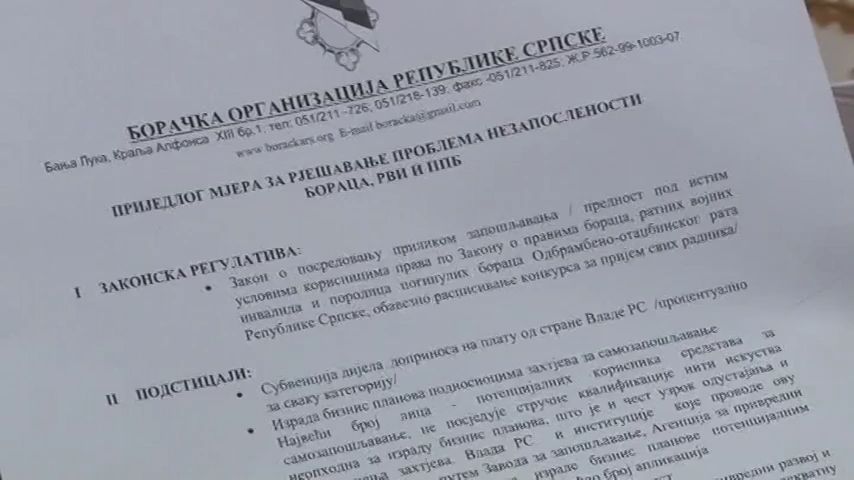 БОРАЧКА ОРГАНИЗАЦИЈА РЕПУБЛИКЕ СРПСКЕ
Бања Лука, Краља Алфонса XIII бр.1. тел: 051/211-726, 051/218-139; факс -051/211-825; Ж.Р 562-99-1003-07
www.borackars.org E-mail boracka@gmail.com
ПРИЈЕДЛОГ МЈЕРА ЗА РЈЕШАВАЊЕ ПРОБЛЕМА НЕЗАПОСЛЕНОСТИ
БОРАЦА, РВИ И ППБ
I ЗАКОНСКА РЕГУЛАТИВА:
• Закон о посредовању приликом запошљавања / предност под истим
условима корисницима права по Закону о правима бораца, ратних војних
инвалида и породица погинулих бораца Одбрамбено-отаџбинског рата
Републике Српске, обавезно расписивање конкурса за пријем свих радника/
II ПОДСТИЦАЈИ:
• Субвенција дијела доприноса на плату од стране Владе РС /процентуално
за сваку категорију/
• Израда бизнис планова подносиоцима захтјева за самозапошљавање
Највећи број лица - потенцијалних корисника средстава за
самозапошљавање, не посједује стручне квалификације нити искуства
неопходна за израду бизнис планова, што је и чест узрок одустајања и
захтјева. Влада РС и институције које проводе ову
путем Завода за запошљавање, Агенција за привредни
израде бизнис планове потенцијалним
број апликација
привредни развој и